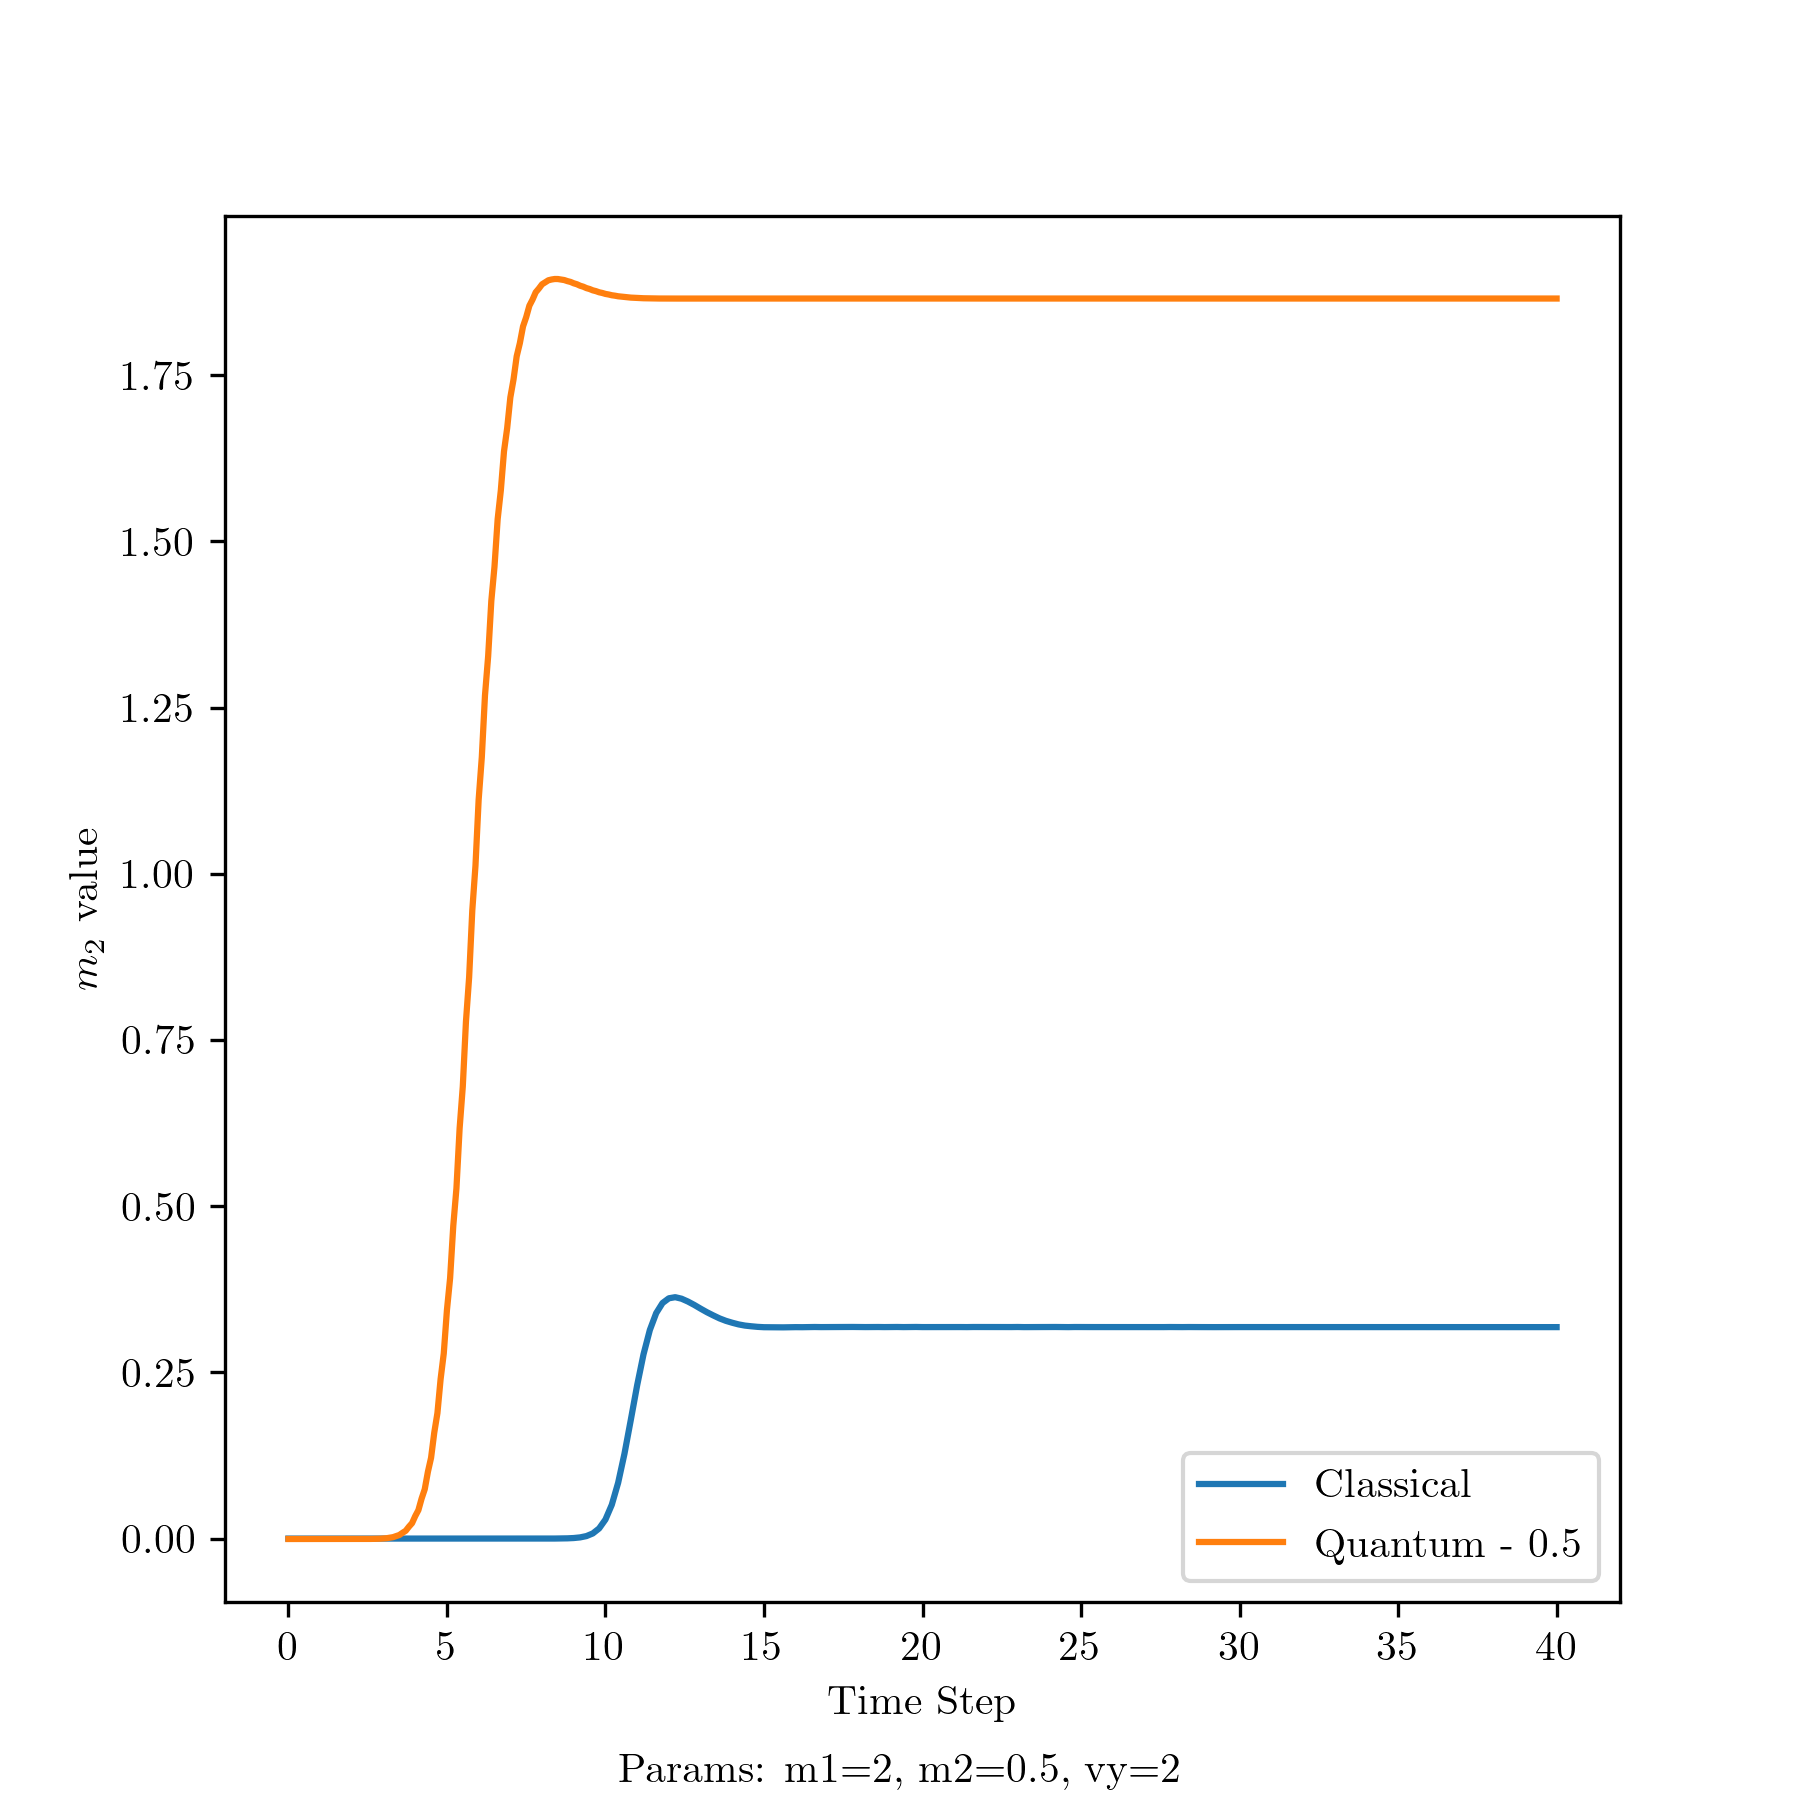 1.75
1.50
1.25
1.00
0.75
0.50
0.25
0.00
m₂ value
Classical
Quantum - 0.5
0 5 10 15 20 25 30 35 40
Time Step
Params: m1=2, m2=0.5, vy=2